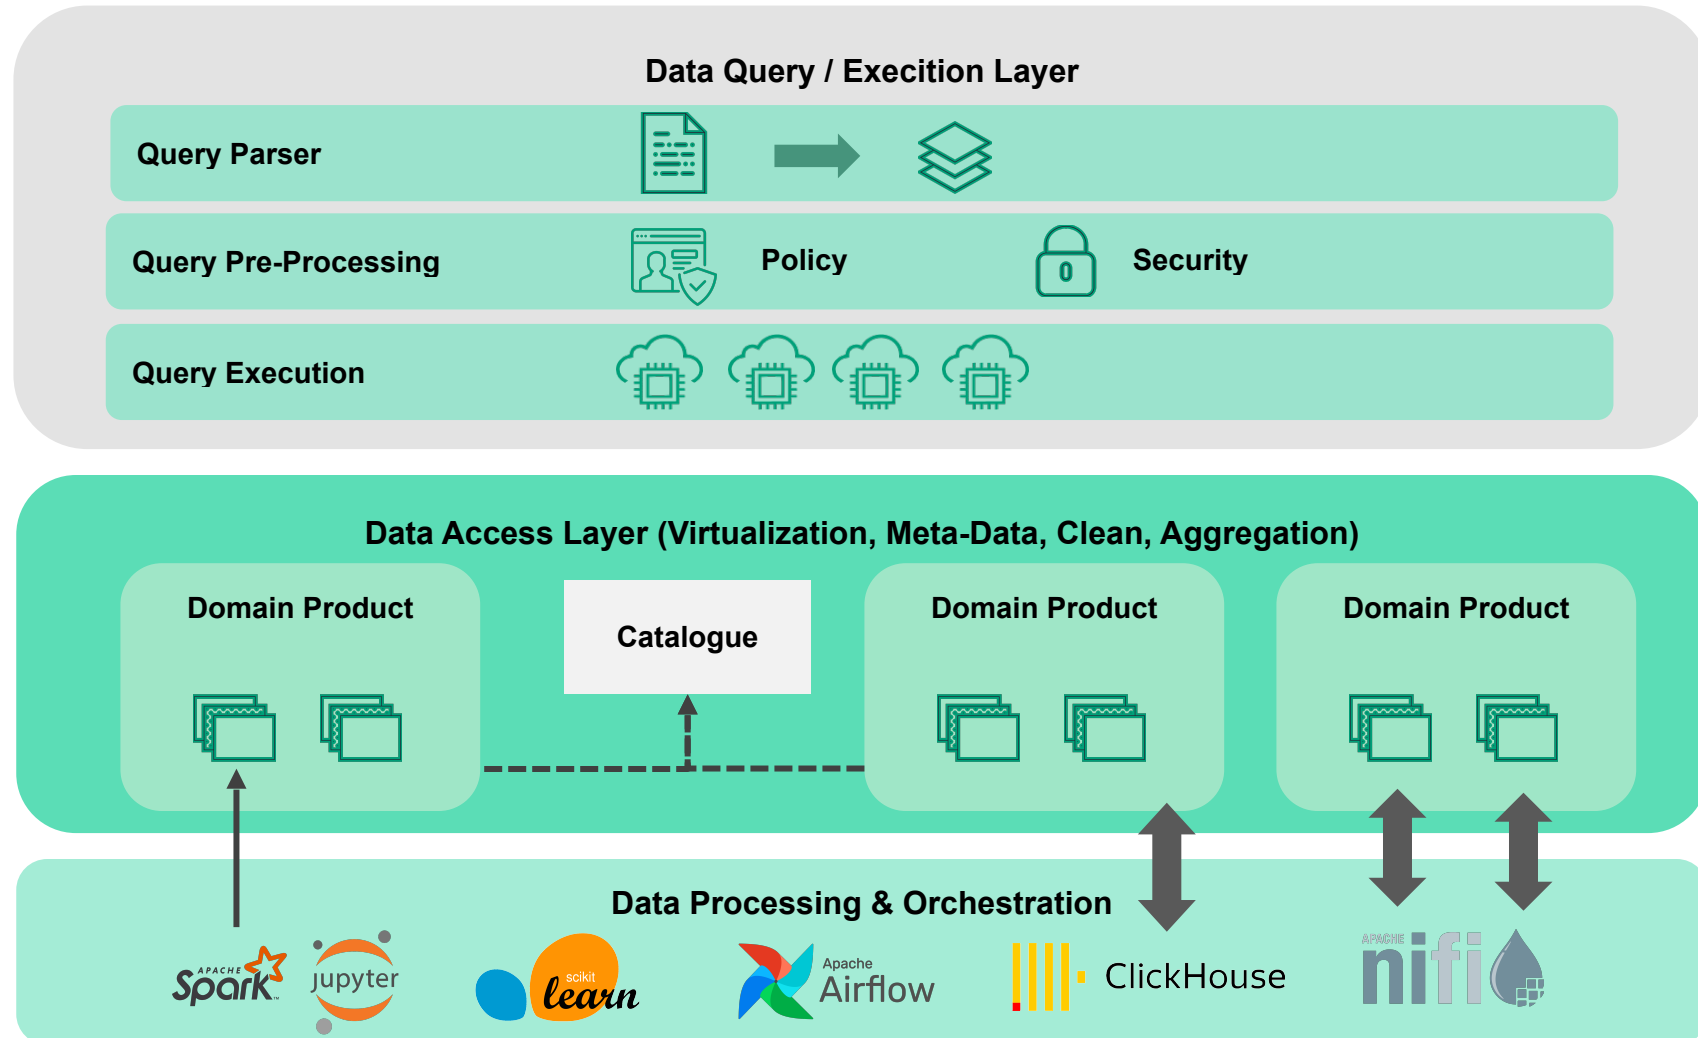 Data Query / Execition Layer
Query Parser
Query Pre-Processing
Policy
Security
Query Execution
Data Access Layer (Virtualization, Meta-Data, Clean, Aggregation)
Domain Product
Catalogue
Domain Product
Domain Product
Data Processing & Orchestration
APACHE
Spark™
jupyter
scikit
learn
Apache
Airflow
ClickHouse
APACHE
nifi